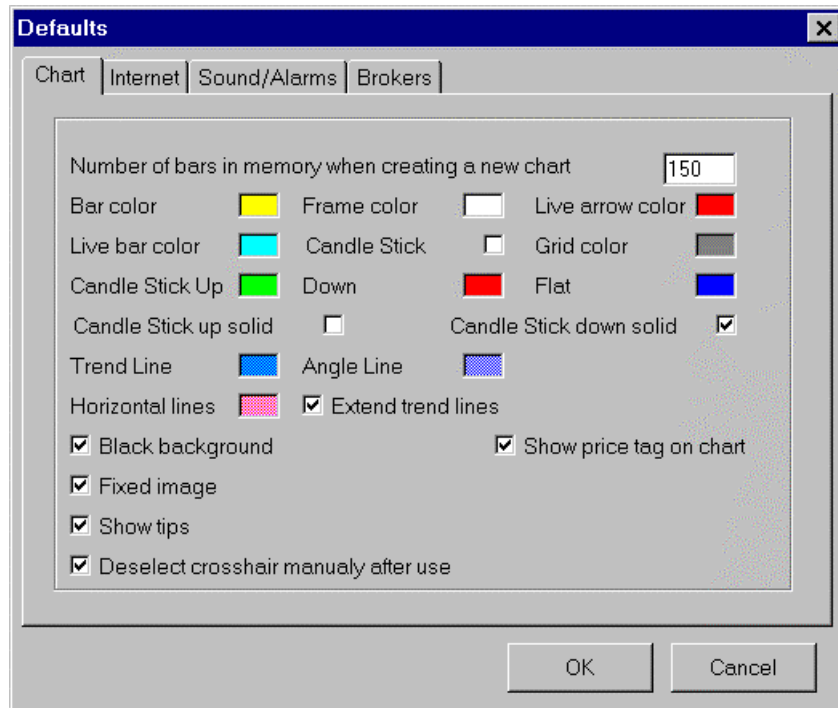 Defaults
Chart Internet Sound/Alarms Brokers
Number of bars in memory when creating a new chart 150
Bar color Frame color Live arrow color
Live bar color Candle Stick Grid color
Candle Stick Up Down Flat
Candle Stick up solid Candle Stick down solid
Trend Line Angle Line
Horizontal lines Extend trend lines
Black background Show price tag on chart
Fixed image
Show tips
Deselect crosshair manualy after use
OK Cancel